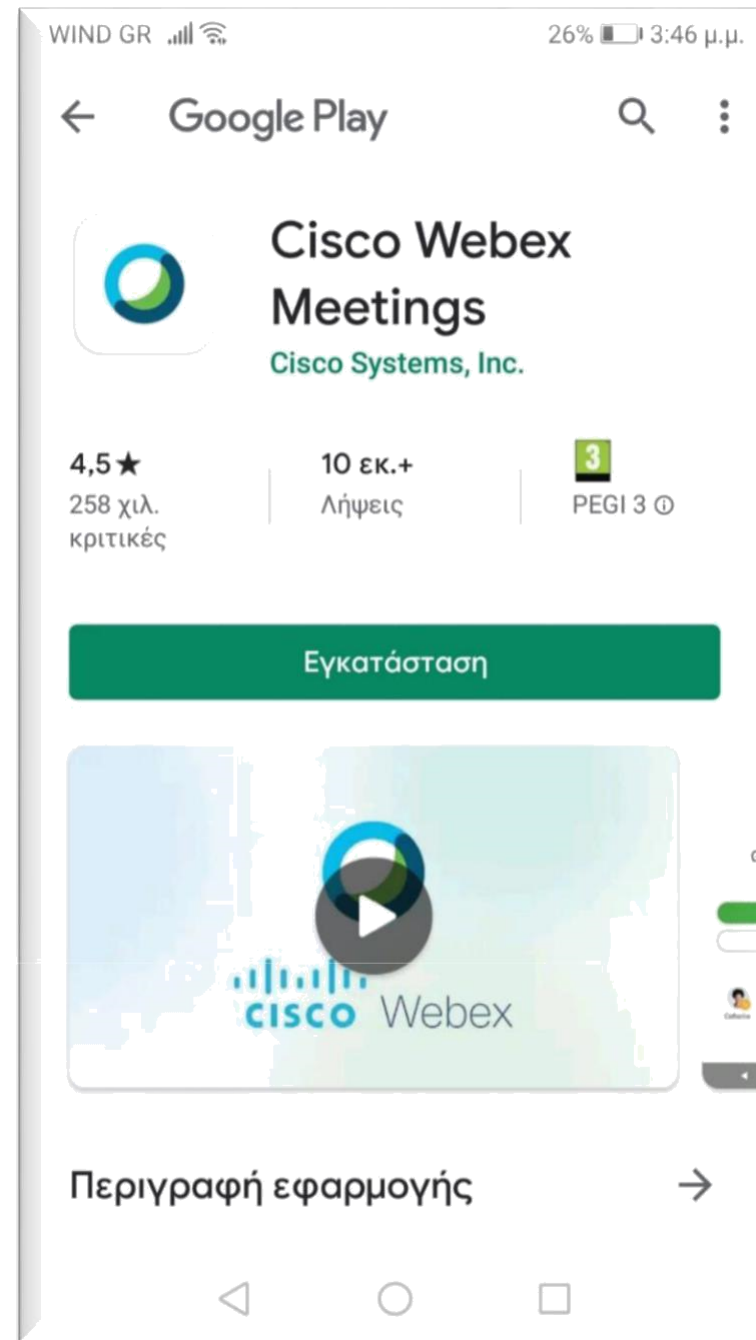 WIND GR 26% 3:46 μ.μ.
Google Play
Cisco Webex
Meetings
Cisco Systems, Inc.
4,5★ 10 εκ.+ 3
258 χιλ. Λήψεις PEGI 3
κριτικές
Εγκατάσταση
CISCO Webex
Περιγραφή εφαρμογής